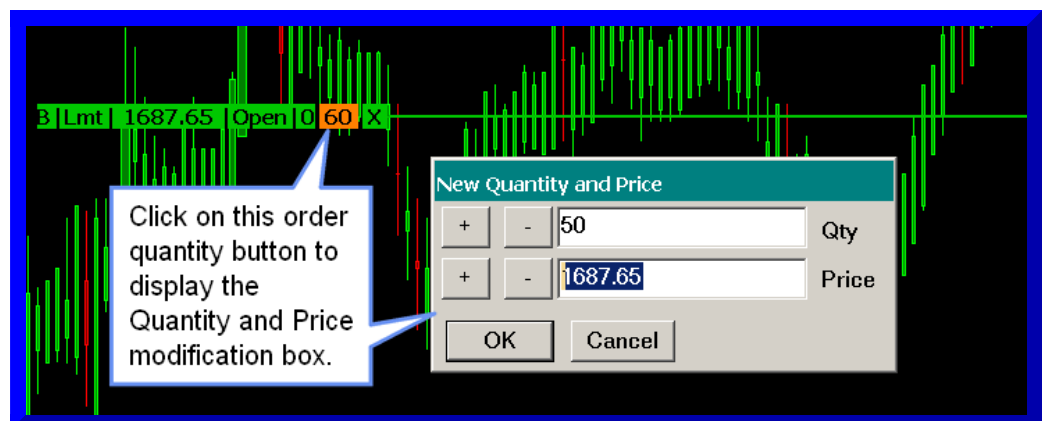 B|Lmt| 1687.65 |Open|0 60 X
New Quantity and Price
+ - 50 Qty
+ - 1687.65 Price
OK Cancel
Click on this order
quantity button to
display the
Quantity and Price
modification box.